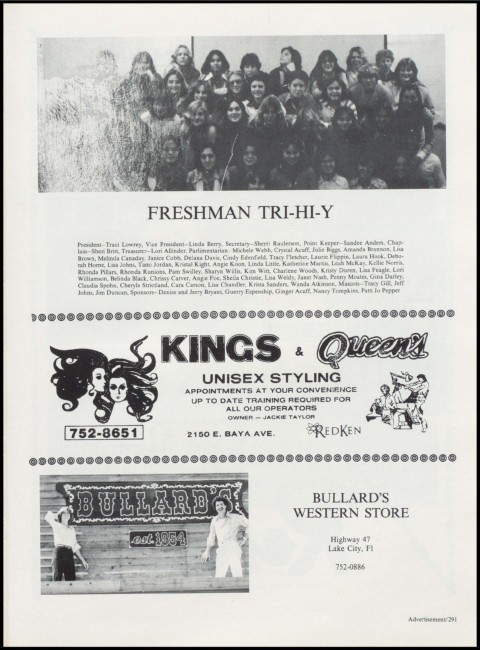 FRESHMAN TRI-HI-Y
President—Traci Lowrey, Vice President—Linda Berry, Secretary—Sherri Raulerson, Point Keeper—Sandee Anders, Chap-
lain—Sheri Britt, Treasurer—Lori Allinder, Parlimentarian—Michele Webb, Crystal Acuff, Julie Biggs, Amanda Bronson, Lisa
Brown, Melinda Canaday, Janice Cobb, Delana Davis, Cindy Edenfield, Tracy Fletcher, Laurie Flippin, Laura Hook, Debo-
rah Horne, Lisa Johns, Tami Jordan, Kristal Kight, Angie Koon, Linda Little, Katherine Martin, Leah McKay, Kellie Norris,
Rhonda Pillars, Rhonda Runions, Pam Swilley, Sharyn Willis, Kim Witt, Charlene Woods, Kristy Duren, Lisa Feagle, Lori
Williamson, Belinda Black, Chrissy Carver, Angie Foe, Sheila Christie, Lisa Weldy, Janet Nash, Penny Moates, Gina Durley,
Claudia Spohn, Cheryle Strickland, Cara Carson, Lisa Chandler, Krista Sanders, Wanda Atkinson, Mascots—Tracy Gill, Jeff
Johns, Jim Duncan, Sponsors—Denise and Jerry Bryant, Guerry Espenship, Ginger Acuff, Nancy Tompkins, Patti Jo Pepper
KINGS & Queen's
UNISEX STYLING
APPOINTMENTS AT YOUR CONVENIENCE
UP TO DATE TRAINING REQUIRED FOR
ALL OUR OPERATORS
OWNER — JACKIE TAYLOR
752-8651
2150 E. BAYA AVE.
REDKEN
BULLARD'S
est. 1954
BULLARD'S
WESTERN STORE
Highway 47
Lake City, Fl
752-0886
Advertisement/291